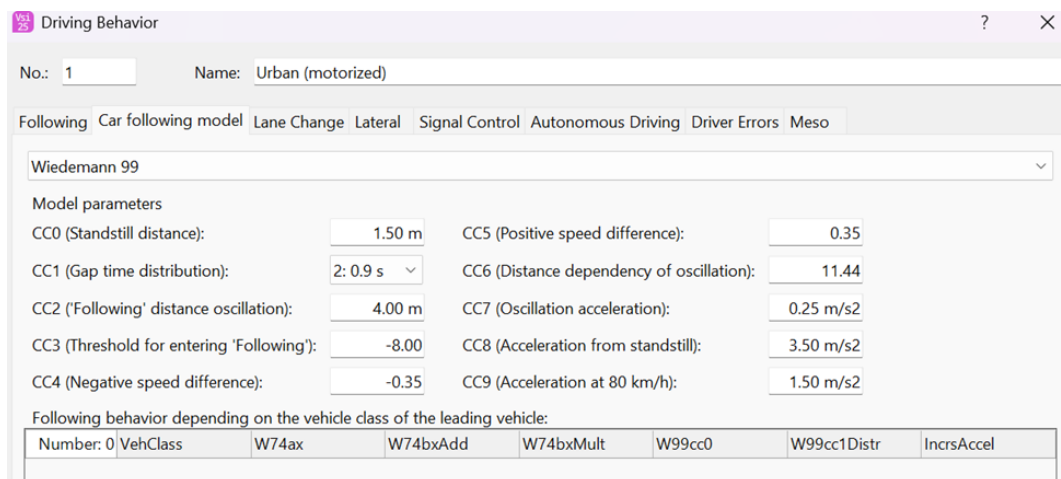 Vsi
25 Driving Behavior ? X
No.: 1 Name: Urban (motorized)
Following Car following model Lane Change Lateral Signal Control Autonomous Driving Driver Errors Meso
Wiedemann 99
Model parameters
CC0 (Standstill distance): 1.50 m CC5 (Positive speed difference): 0.35
CC1 (Gap time distribution): 2: 0.9 s CC6 (Distance dependency of oscillation): 11.44
CC2 ('Following' distance oscillation): 4.00 m CC7 (Oscillation acceleration): 0.25 m/s2
CC3 (Threshold for entering 'Following'): -8.00 CC8 (Acceleration from standstill): 3.50 m/s2
CC4 (Negative speed difference): -0.35 CC9 (Acceleration at 80 km/h): 1.50 m/s2
Following behavior depending on the vehicle class of the leading vehicle:
Number: 0 VehClass W74ax W74bxAdd W74bxMult W99cc0 W99cc1Distr IncrsAccel